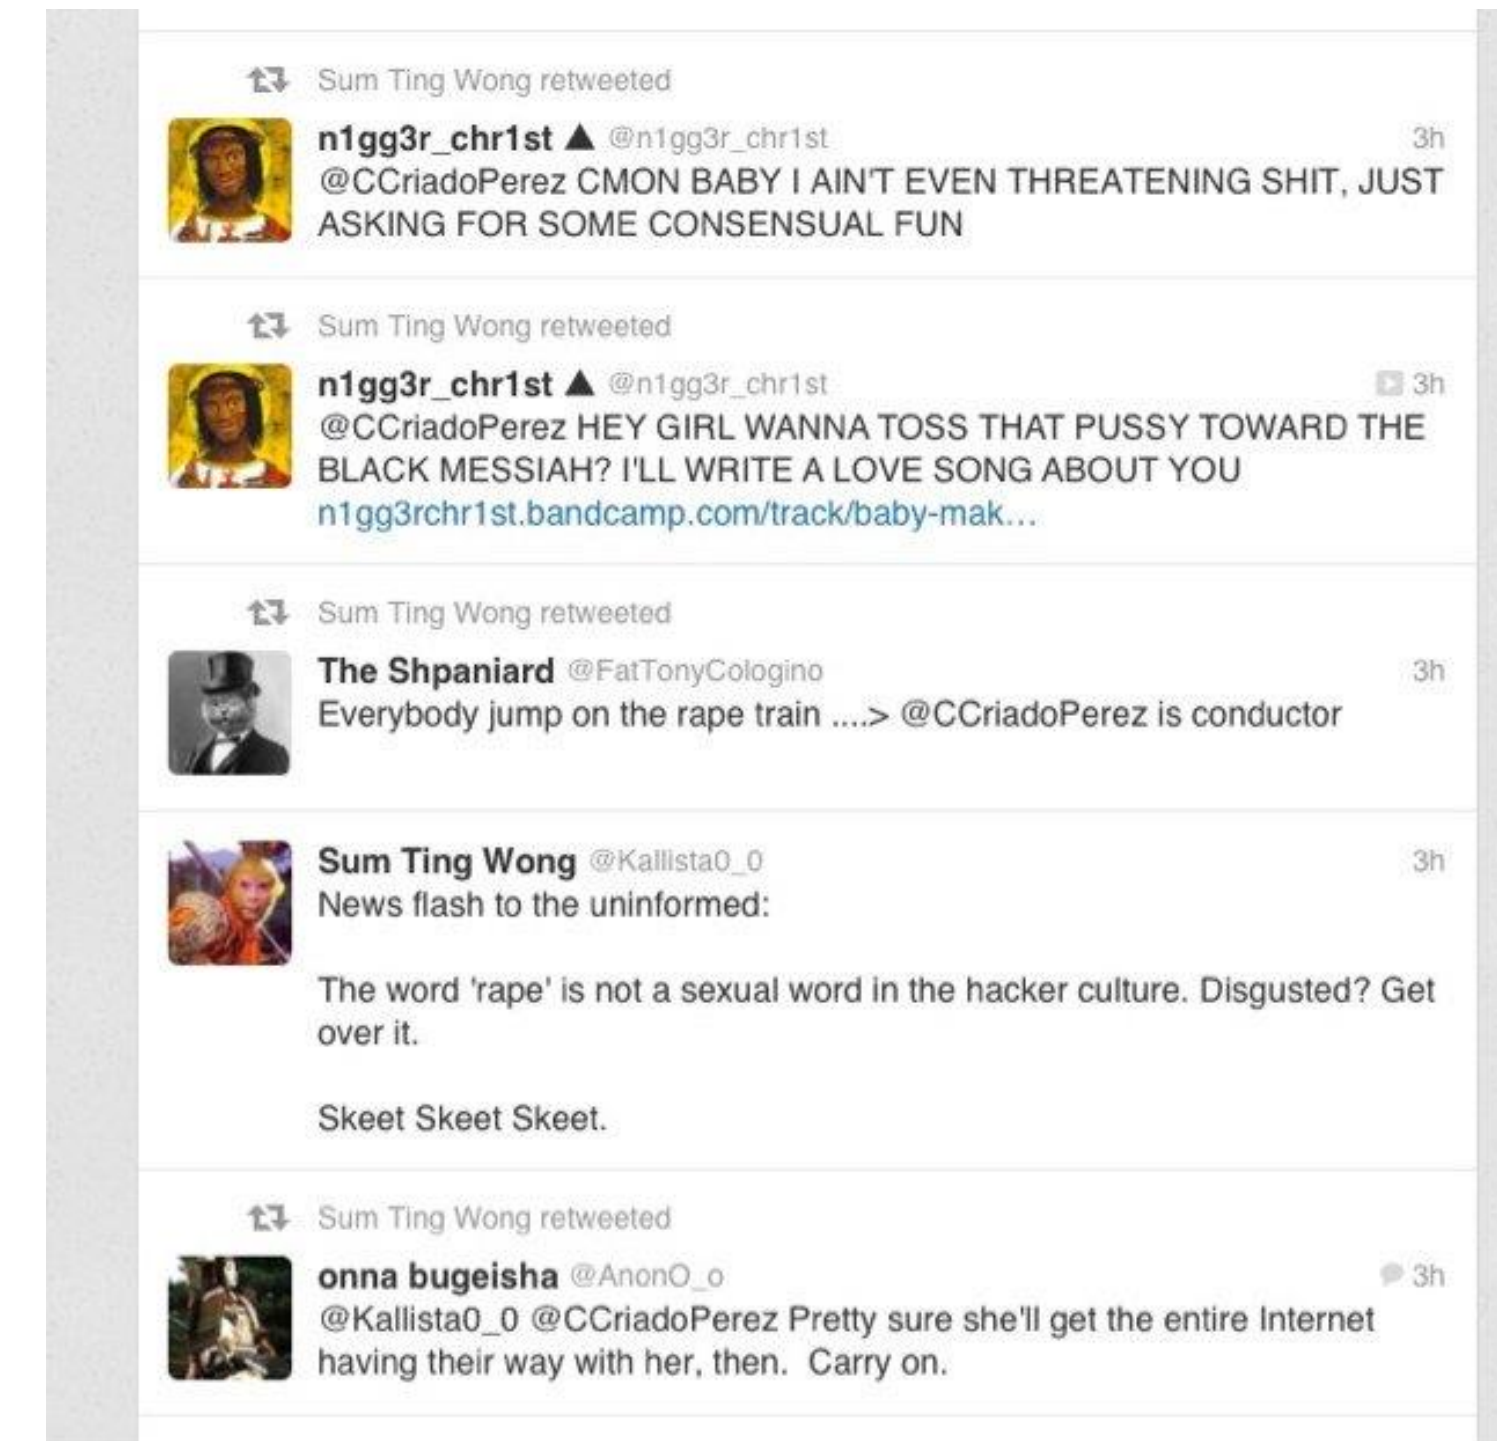 Sum Ting Wong retweeted
n1gg3r_chr1st ▲ @n1gg3r_chr1st 3h
@CCriadoPerez CMON BABY I AIN'T EVEN THREATENING SHIT, JUST
ASKING FOR SOME CONSENSUAL FUN
Sum Ting Wong retweeted
n1gg3r_chr1st ▲ @n1gg3r_chr1st 3h
@CCriadoPerez HEY GIRL WANNA TOSS THAT PUSSY TOWARD THE
BLACK MESSIAH? I'LL WRITE A LOVE SONG ABOUT YOU
n1gg3rchr1st.bandcamp.com/track/baby-mak...
Sum Ting Wong retweeted
The Shpaniard @FatTonyCologino 3h
Everybody jump on the rape train ....> @CCriadoPerez is conductor
Sum Ting Wong @Kallista0_0 3h
News flash to the uninformed:
The word 'rape' is not a sexual word in the hacker culture. Disgusted? Get
over it.
Skeet Skeet Skeet.
Sum Ting Wong retweeted
onna bugeisha @AnonO_o 3h
@Kallista0_0 @CCriadoPerez Pretty sure she'll get the entire Internet
having their way with her, then.  Carry on.